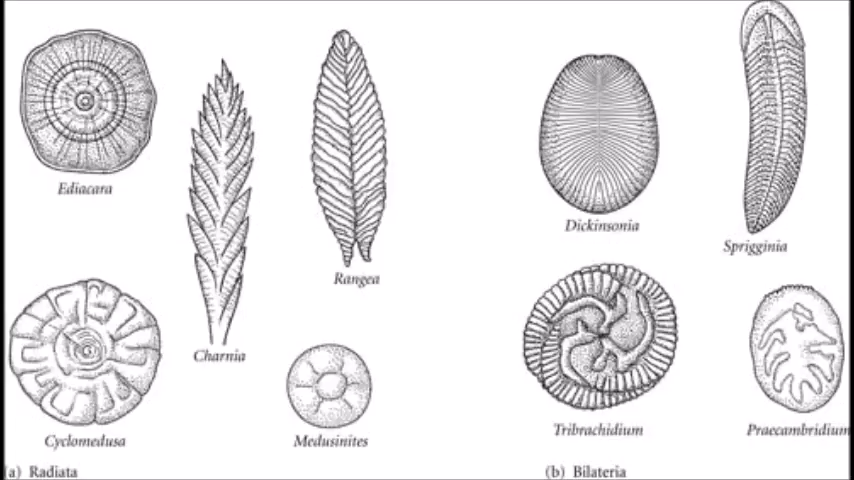 Ediacara
Rangea
Charnia
Cyclomedusa
Medusinites
(a) Radiata
Dickinsonia
Sprigginia
Tribrachidium
Praecambridium
(b) Bilateria